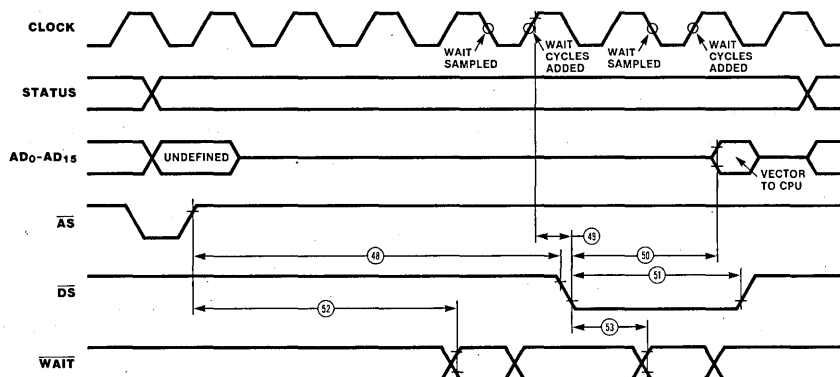 CLOCK
WAIT SAMPLED
WAIT CYCLES ADDED
WAIT SAMPLED
WAIT CYCLES ADDED
STATUS
AD0-AD15
UNDEFINED
VECTOR TO CPU
AS
49
48
50
51
DS
52
53
WAIT